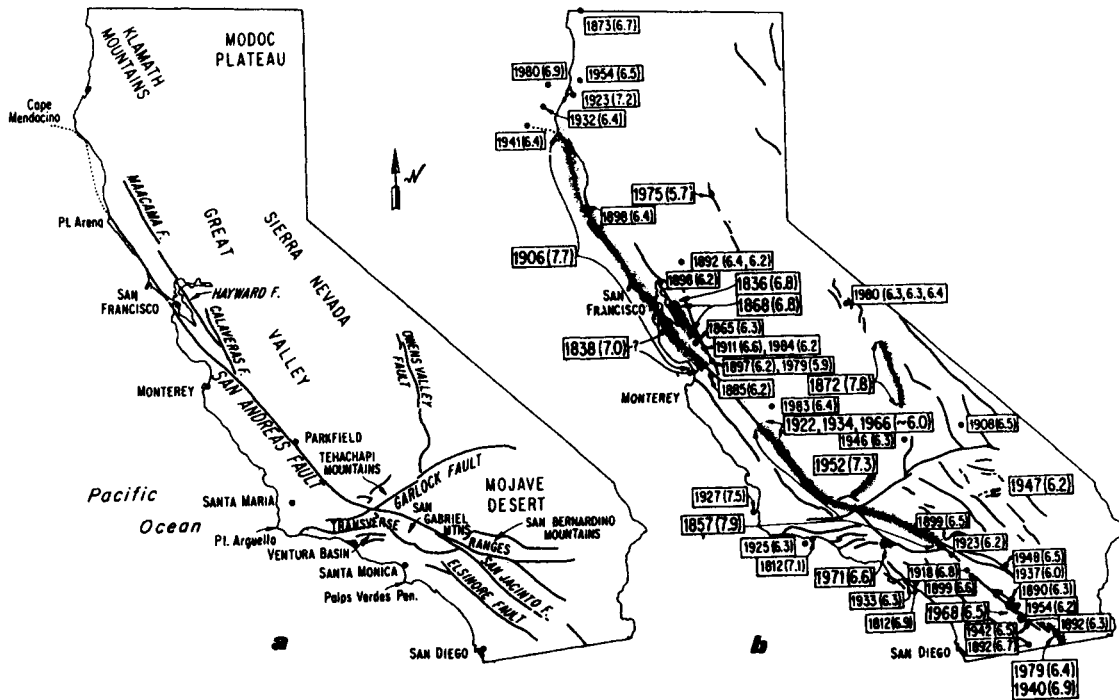 KLAMATH
MOUNTAINS
MODOC
PLATEAU
Cape
Mendocino
MAACAMA F.
Pt. Arena
GREAT
VALLEY
SIERRA
NEVADA
N
SAN
FRANCISCO
HAYWARD F.
CALAVERAS F.
OWENS VALLEY
FAULT
MONTEREY
SAN ANDREAS FAULT
PARKFIELD
TEHACHAPI
MOUNTAINS
GARLOCK FAULT
MOJAVE
DESERT
Pacific
Ocean
SANTA MARIA
SAN
GABRIEL
MTNS
SAN BERNARDINO
MOUNTAINS
TRANSVERSE
RANGES
Pt. Arguello
VENTURA BASIN
SANTA MONICA
Palos Verdes Pen.
ELSINORE FAULT
SAN JACINTO F.
SAN DIEGO
a
1873(6.7)
1980(6.9)
1954(6.5)
1923(7.2)
1932(6.4)
1941(6.4)
1975(5.7)
1898(6.4)
1906(7.7)
1892(6.4, 6.2)
1898(6.2)
1836(6.8)
1868(6.8)
SAN
FRANCISCO
1980(6.3, 6.3, 6.4)
1865(6.3)
1911(6.6), 1984(6.2)
1838(7.0)
?
1897(6.2), 1979(5.9)
1885(6.2)
1872(7.8)
MONTEREY
1983(6.4)
1922, 1934, 1966(~6.0)
1908(6.5)
1946(6.3)
1952(7.3)
1947(6.2)
1927(7.5)
1857(7.9)
1899(6.5)
1923(6.2)
1925(6.3)
1812(7.1)
1971(6.6)
1948(6.5)
1937(6.0)
1918(6.8)
1899(6.6)
1890(6.3)
1933(6.3)
1954(6.2)
1968(6.5)
1812(6.9)
1892(6.3)
1942(6.5)
1892(6.7)
SAN DIEGO
1979(6.4)
1940(6.9)
b